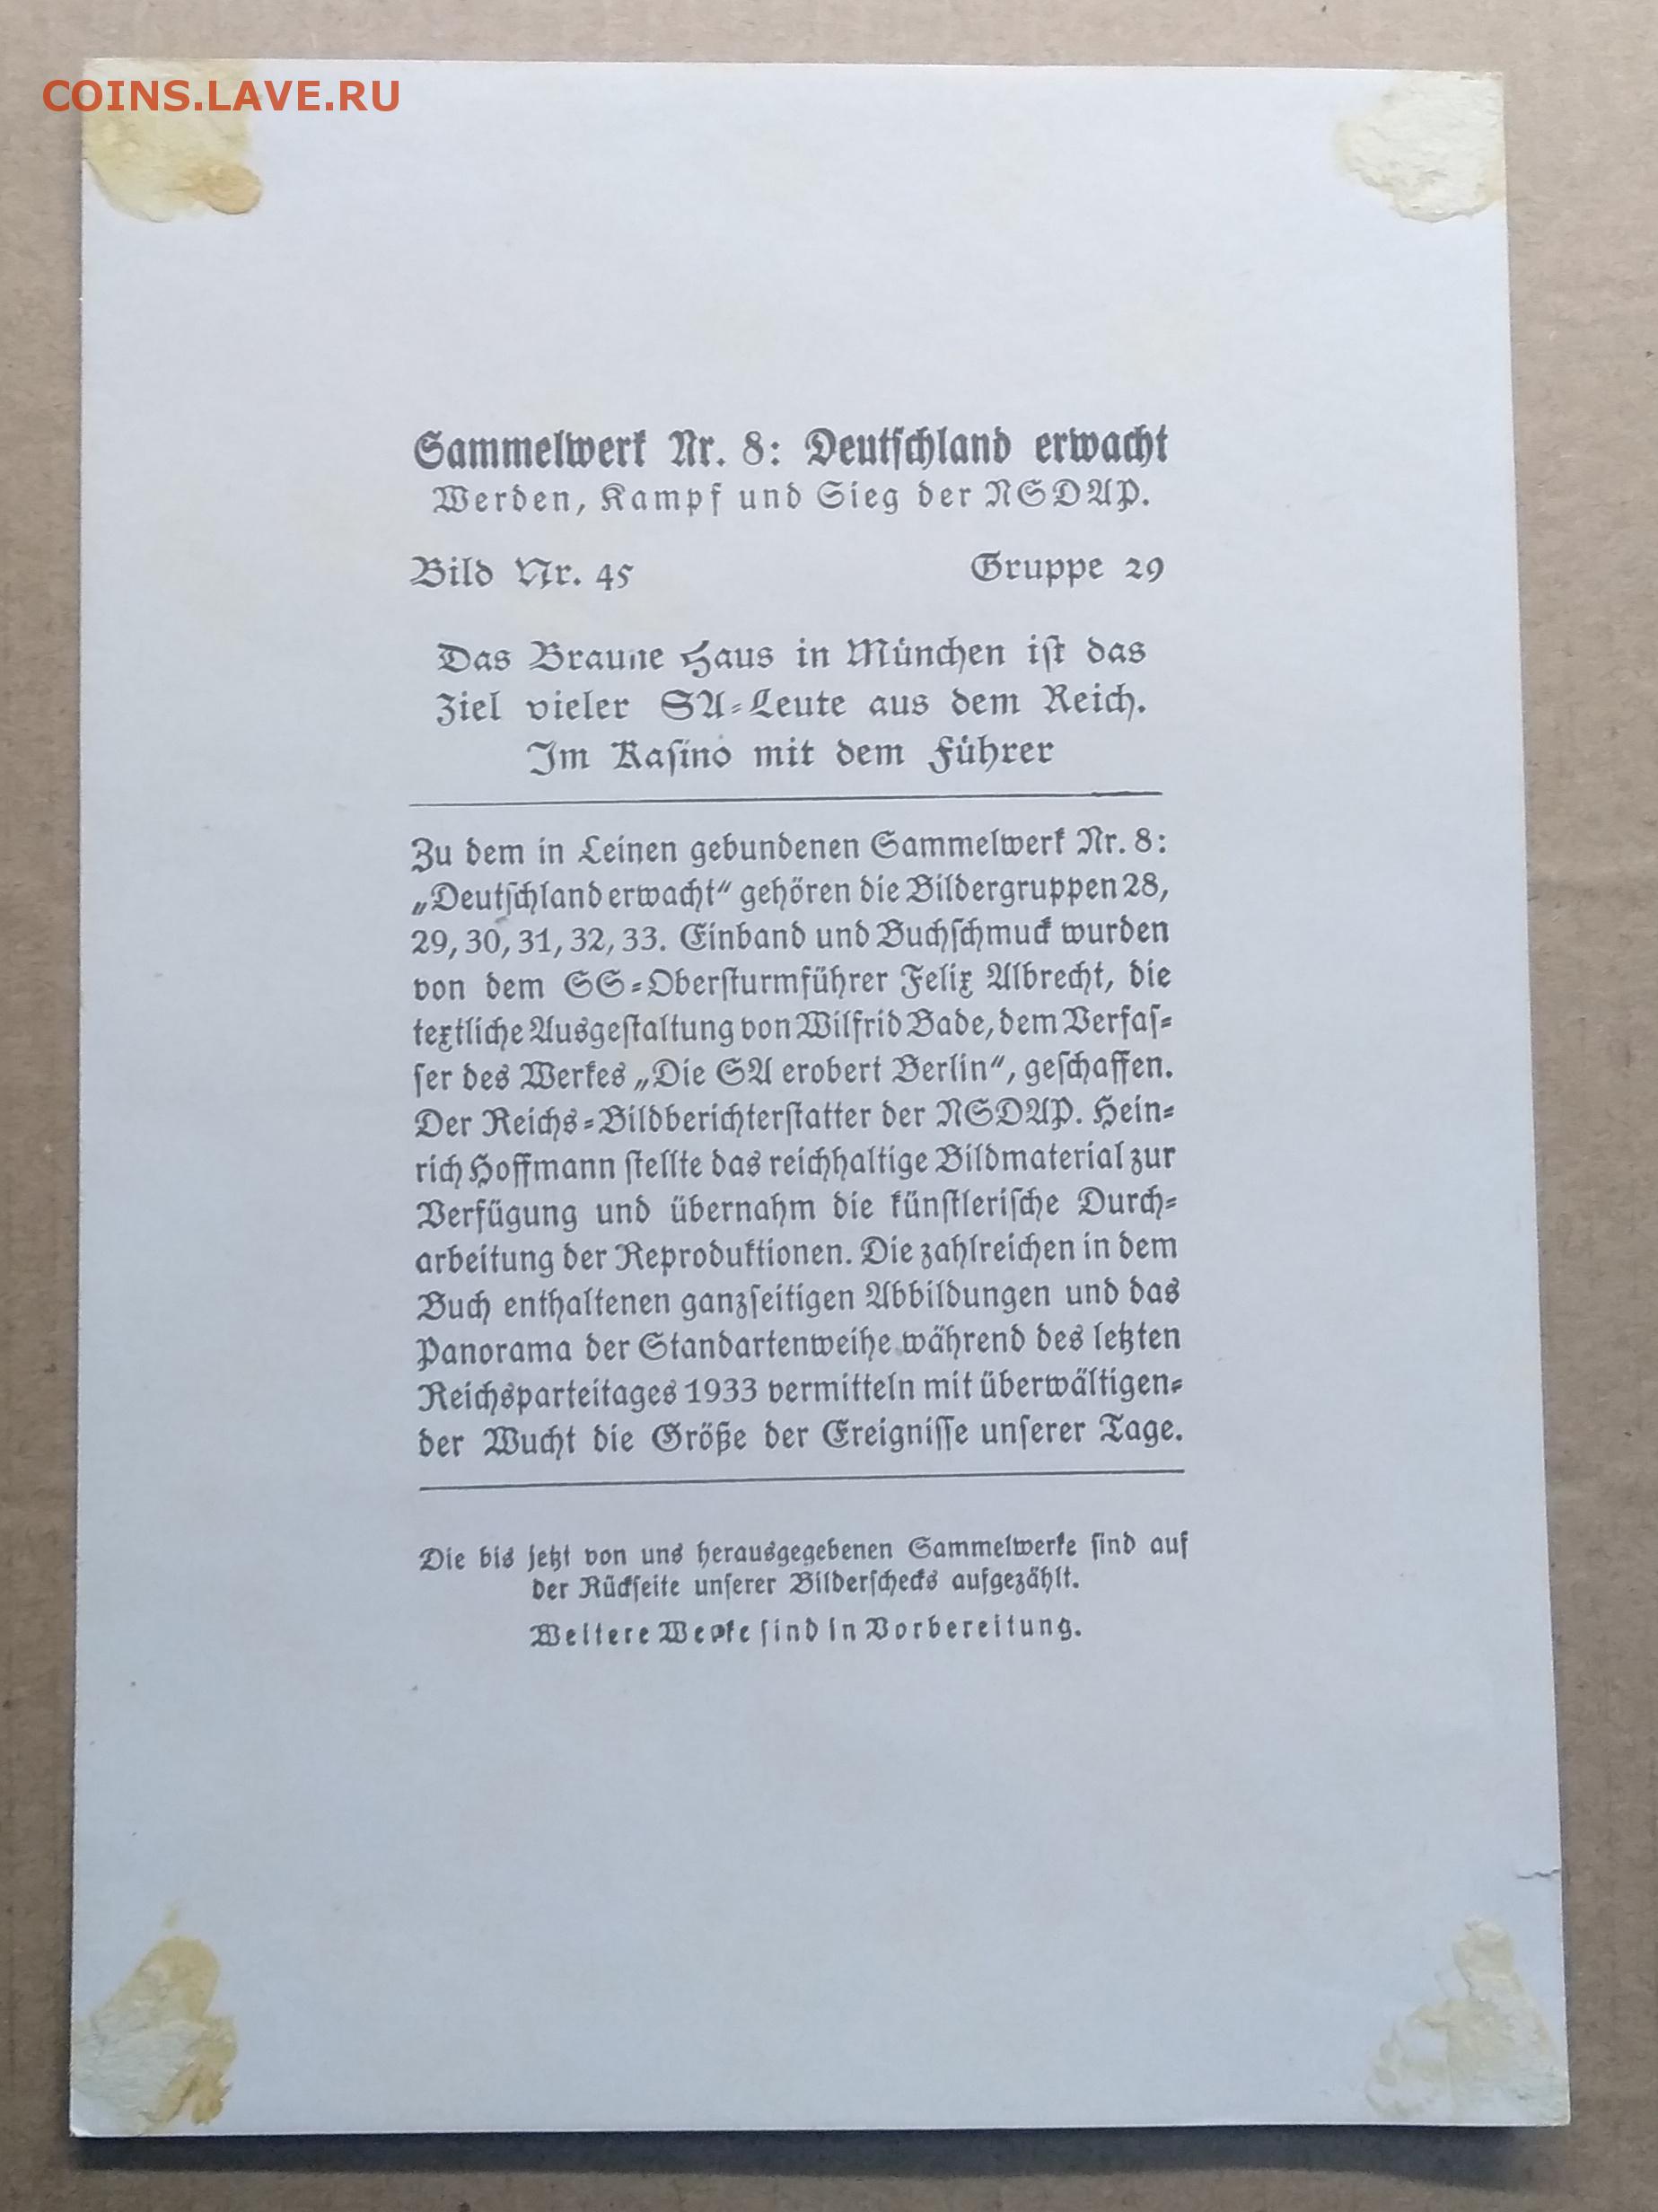 COINS.LAVE.RU
Sammelwerk Nr. 8: Deutschland erwacht
Werden, Kampf und Sieg der NSDAP.
Bild Nr. 45 Gruppe 29
Das Braune Haus in München ist das
Ziel vieler SA-Leute aus dem Reich.
Im Kasino mit dem Führer
Zu dem in Leinen gebundenen Sammelwerk Nr. 8:
„Deutschland erwacht“ gehören die Bildergruppen 28,
29, 30, 31, 32, 33. Einband und Buchschmuck wurden
von dem SS-Obersturmführer Felix Albrecht, die
textliche Ausgestaltung von Wilfrid Bade, dem Verfas-
ser des Werkes „Die SA erobert Berlin“, geschaffen.
Der Reichs-Bildberichterstatter der NSDAP. Hein-
rich Hoffmann stellte das reichhaltige Bildmaterial zur
Verfügung und übernahm die künstlerische Durch-
arbeitung der Reproduktionen. Die zahlreichen in dem
Buch enthaltenen ganzseitigen Abbildungen und das
Panorama der Standartenweihe während des letzten
Reichsparteitages 1933 vermitteln mit überwältigen-
der Wucht die Größe der Ereignisse unserer Tage.
Die bis jetzt von uns herausgegebenen Sammelwerke sind auf
der Rückseite unserer Bilderschecks aufgezählt.
Weitere Werke sind in Vorbereitung.